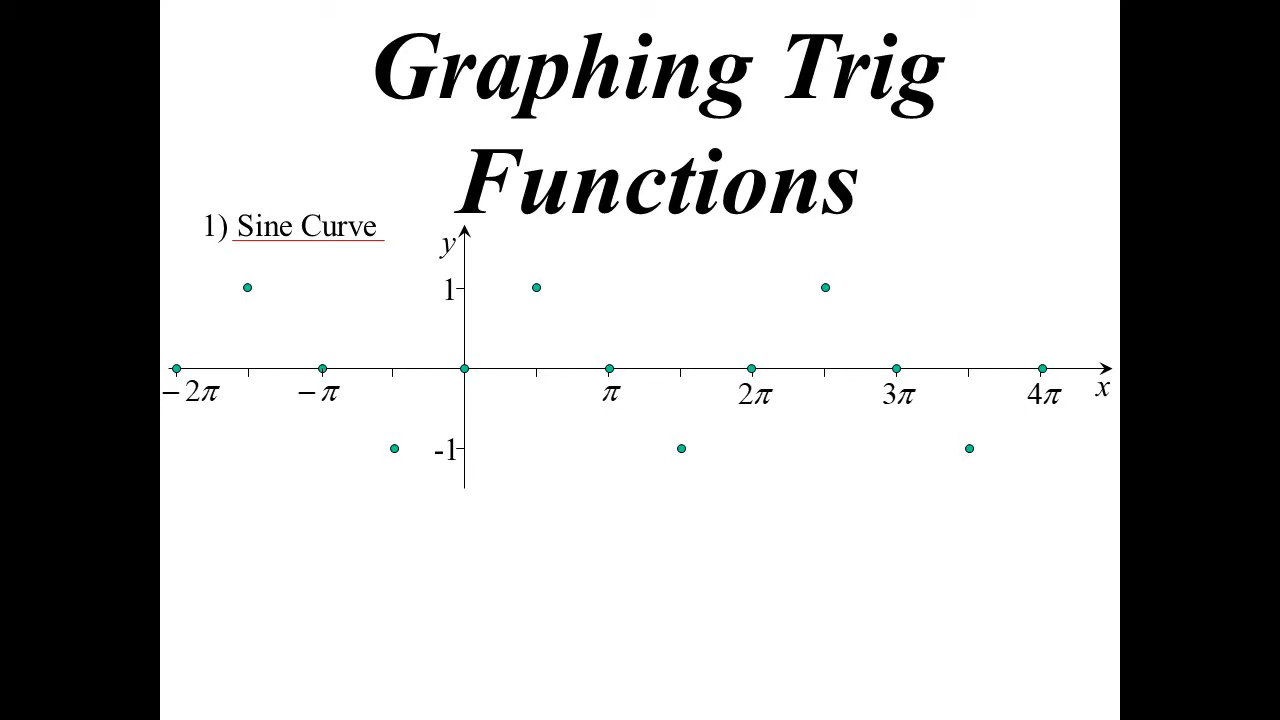 Graphing Trig
Functions
1) Sine Curve
y
1
−2π −π π 2π 3π 4π x
-1